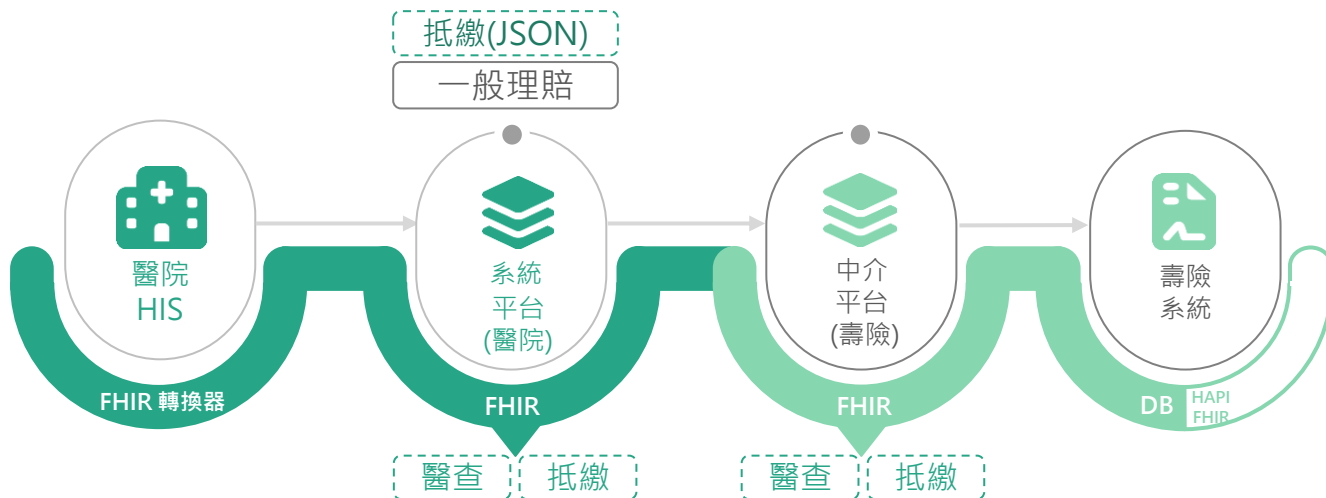 抵繳(JSON)
一般理賠
醫院
HIS
FHIR 轉換器
系統
平台
(醫院)
FHIR
醫查
抵繳
中介
平台
(壽險)
FHIR
醫查
抵繳
壽險
系統
DB
HAPI
FHIR